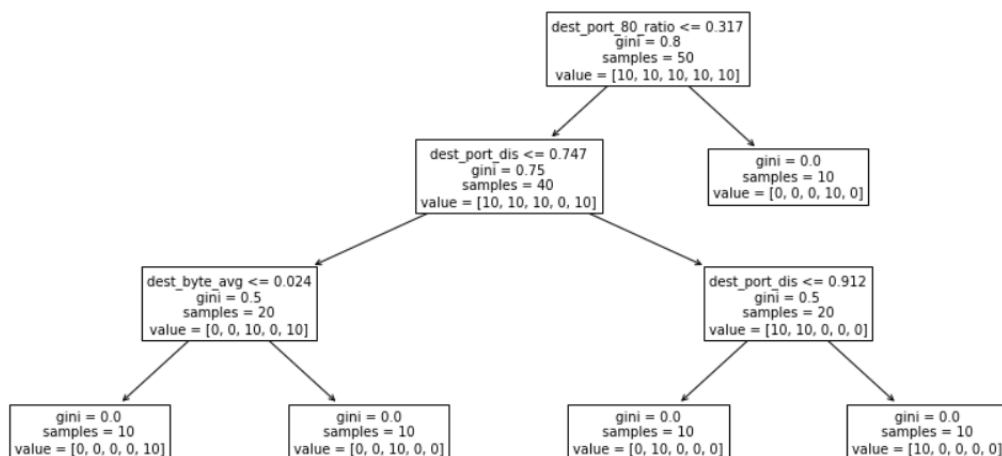 dest_port_80_ratio <= 0.317
gini = 0.8
samples = 50
value = [10, 10, 10, 10, 10]
dest_port_dis <= 0.747
gini = 0.75
samples = 40
value = [10, 10, 10, 0, 10]
gini = 0.0
samples = 10
value = [0, 0, 0, 10, 0]
dest_byte_avg <= 0.024
gini = 0.5
samples = 20
value = [0, 0, 10, 0, 10]
dest_port_dis <= 0.912
gini = 0.5
samples = 20
value = [10, 10, 0, 0, 0]
gini = 0.0
samples = 10
value = [0, 0, 0, 0, 10]
gini = 0.0
samples = 10
value = [0, 0, 10, 0, 0]
gini = 0.0
samples = 10
value = [0, 10, 0, 0, 0]
gini = 0.0
samples = 10
value = [10, 0, 0, 0, 0]